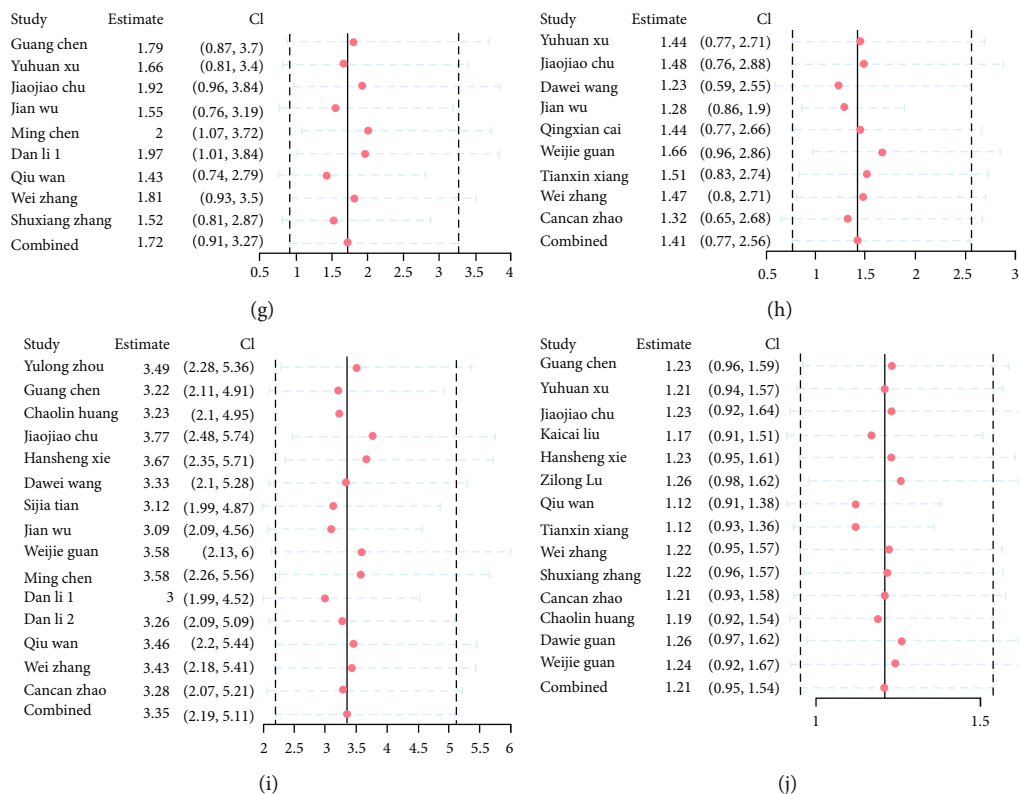 Study Estimate Cl
Guang chen 1.79 (0.87, 3.7)
Yuhuan xu 1.66 (0.81, 3.4)
Jiaojiao chu 1.92 (0.96, 3.84)
Jian wu 1.55 (0.76, 3.19)
Ming chen 2 (1.07, 3.72)
Dan li 1 1.97 (1.01, 3.84)
Qiu wan 1.43 (0.74, 2.79)
Wei zhang 1.81 (0.93, 3.5)
Shuxiang zhang 1.52 (0.81, 2.87)
Combined 1.72 (0.91, 3.27)
0.5 1 1.5 2 2.5 3 3.5 4
(g)
Study Estimate Cl
Yuhuan xu 1.44 (0.77, 2.71)
Jiaojiao chu 1.48 (0.76, 2.88)
Dawei wang 1.23 (0.59, 2.55)
Jian wu 1.28 (0.86, 1.9)
Qingxian cai 1.44 (0.77, 2.66)
Weijie guan 1.66 (0.96, 2.86)
Tianxin xiang 1.51 (0.83, 2.74)
Wei zhang 1.47 (0.8, 2.71)
Cancan zhao 1.32 (0.65, 2.68)
Combined 1.41 (0.77, 2.56)
0.5 1 1.5 2 2.5 3
(h)
Study Estimate Cl
Yulong zhou 3.49 (2.28, 5.36)
Guang chen 3.22 (2.11, 4.91)
Chaolin huang 3.23 (2.1, 4.95)
Jiaojiao chu 3.77 (2.48, 5.74)
Hansheng xie 3.67 (2.35, 5.71)
Dawei wang 3.33 (2.1, 5.28)
Sijia tian 3.12 (1.99, 4.87)
Jian wu 3.09 (2.09, 4.56)
Weijie guan 3.58 (2.13, 6)
Ming chen 3.58 (2.26, 5.56)
Dan li 1 3 (1.99, 4.52)
Dan li 2 3.26 (2.09, 5.09)
Qiu wan 3.46 (2.2, 5.44)
Wei zhang 3.43 (2.18, 5.41)
Cancan zhao 3.28 (2.07, 5.21)
Combined 3.35 (2.19, 5.11)
2 2.5 3 3.5 4 4.5 5 5.5 6
(i)
Study Estimate Cl
Guang chen 1.23 (0.96, 1.59)
Yuhuan xu 1.21 (0.94, 1.57)
Jiaojiao chu 1.23 (0.92, 1.64)
Kaicai liu 1.17 (0.91, 1.51)
Hansheng xie 1.23 (0.95, 1.61)
Zilong Lu 1.26 (0.98, 1.62)
Qiu wan 1.12 (0.91, 1.38)
Tianxin xiang 1.12 (0.93, 1.36)
Wei zhang 1.22 (0.95, 1.57)
Shuxiang zhang 1.22 (0.96, 1.57)
Cancan zhao 1.21 (0.93, 1.58)
Chaolin huang 1.19 (0.92, 1.54)
Dawie guan 1.26 (0.97, 1.62)
Weijie guan 1.24 (0.92, 1.67)
Combined 1.21 (0.95, 1.54)
1 1.5
(j)